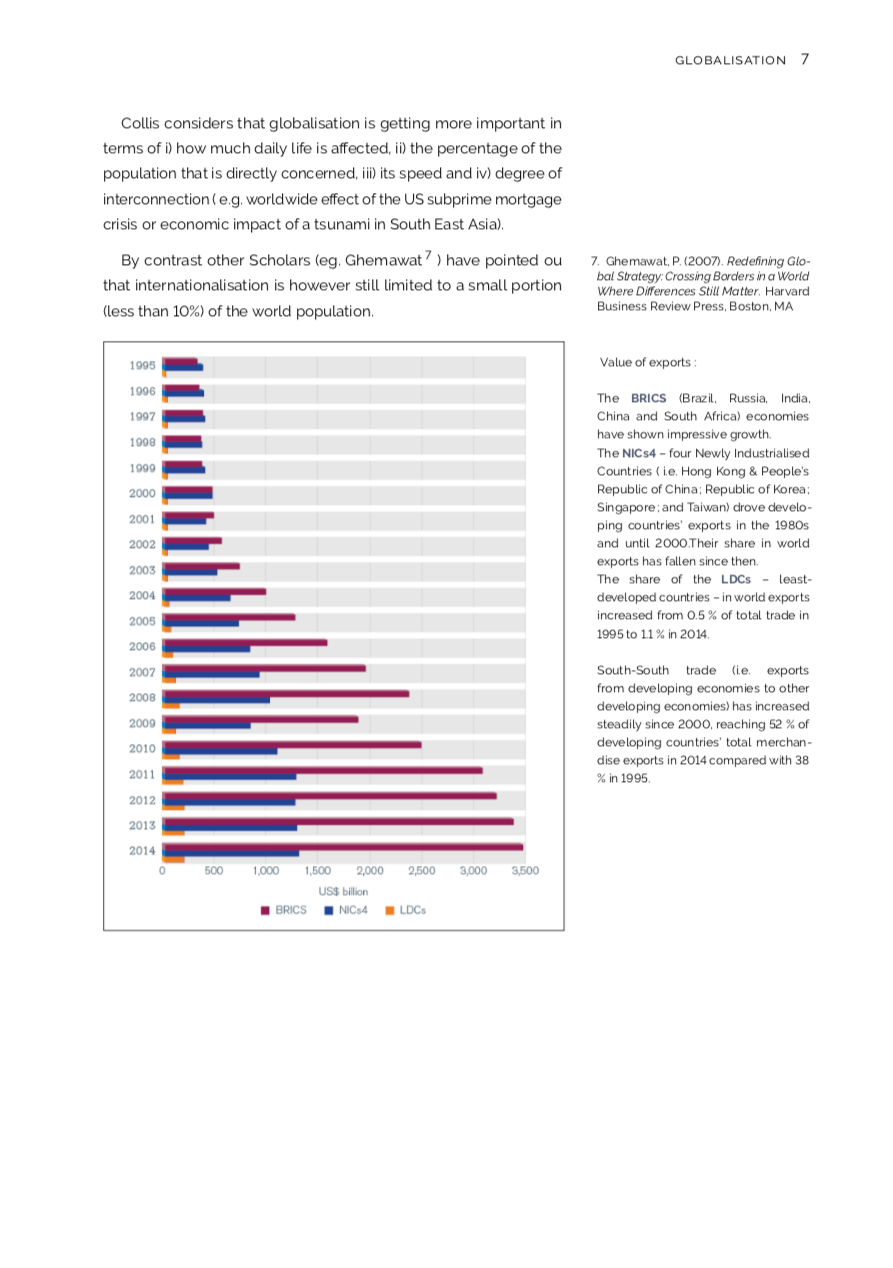 GLOBALISATION 7
Collis considers that globalisation is getting more important in
terms of i) how much daily life is affected, ii) the percentage of the
population that is directly concerned, iii) its speed and iv) degree of
interconnection ( e.g. worldwide effect of the US subprime mortgage
crisis or economic impact of a tsunami in South East Asia).
By contrast other Scholars (eg. Ghemawat 7 ) have pointed ou
that internationalisation is however still limited to a small portion
(less than 10%) of the world population.
7. Ghemawat, P. (2007). Redefining Glo-
bal Strategy: Crossing Borders in a World
Where Differences Still Matter. Harvard
Business Review Press, Boston, MA
1995
1996
1997
1998
1999
2000
2001
2002
2003
2004
2005
2006
2007
2008
2009
2010
2011
2012
2013
2014
0 500 1,000 1,500 2,000 2,500 3,000 3,500
US$ billion
BRICS NICs4 LDCs
Value of exports :
The BRICS (Brazil, Russia, India,
China and South Africa) economies
have shown impressive growth.
The NICs4 – four Newly Industrialised
Countries ( i.e. Hong Kong & People's
Republic of China; Republic of Korea;
Singapore; and Taiwan) drove develo-
ping countries' exports in the 1980s
and until 2000.Their share in world
exports has fallen since then.
The share of the LDCs – least-
developed countries – in world exports
increased from 0.5 % of total trade in
1995 to 1.1 % in 2014.
South-South trade (i.e. exports
from developing economies to other
developing economies) has increased
steadily since 2000, reaching 52 % of
developing countries' total merchan-
dise exports in 2014 compared with 38
% in 1995.